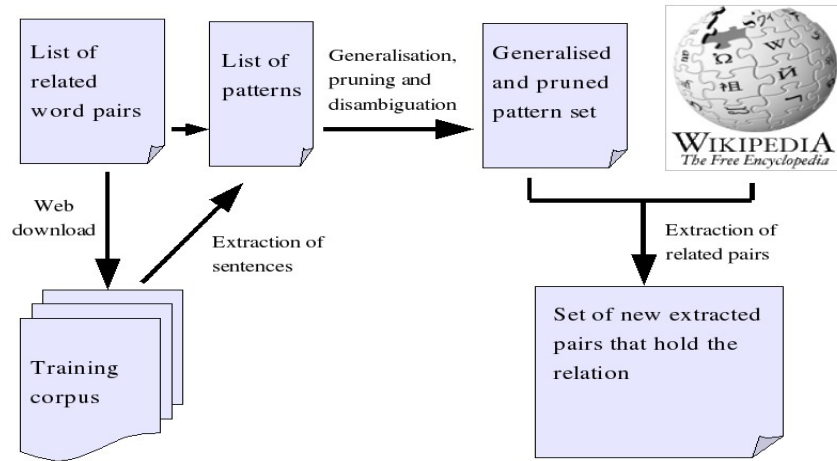 List of
related
word pairs
List of
patterns
Generalisation,
pruning and
disambiguation
Generalised
and pruned
pattern set
Ω
W
И
祖
WIKIPEDIA
The Free Encyclopedia
Web
download
Extraction of
sentences
Extraction of
related pairs
Training
corpus
Set of new extracted
pairs that hold the
relation